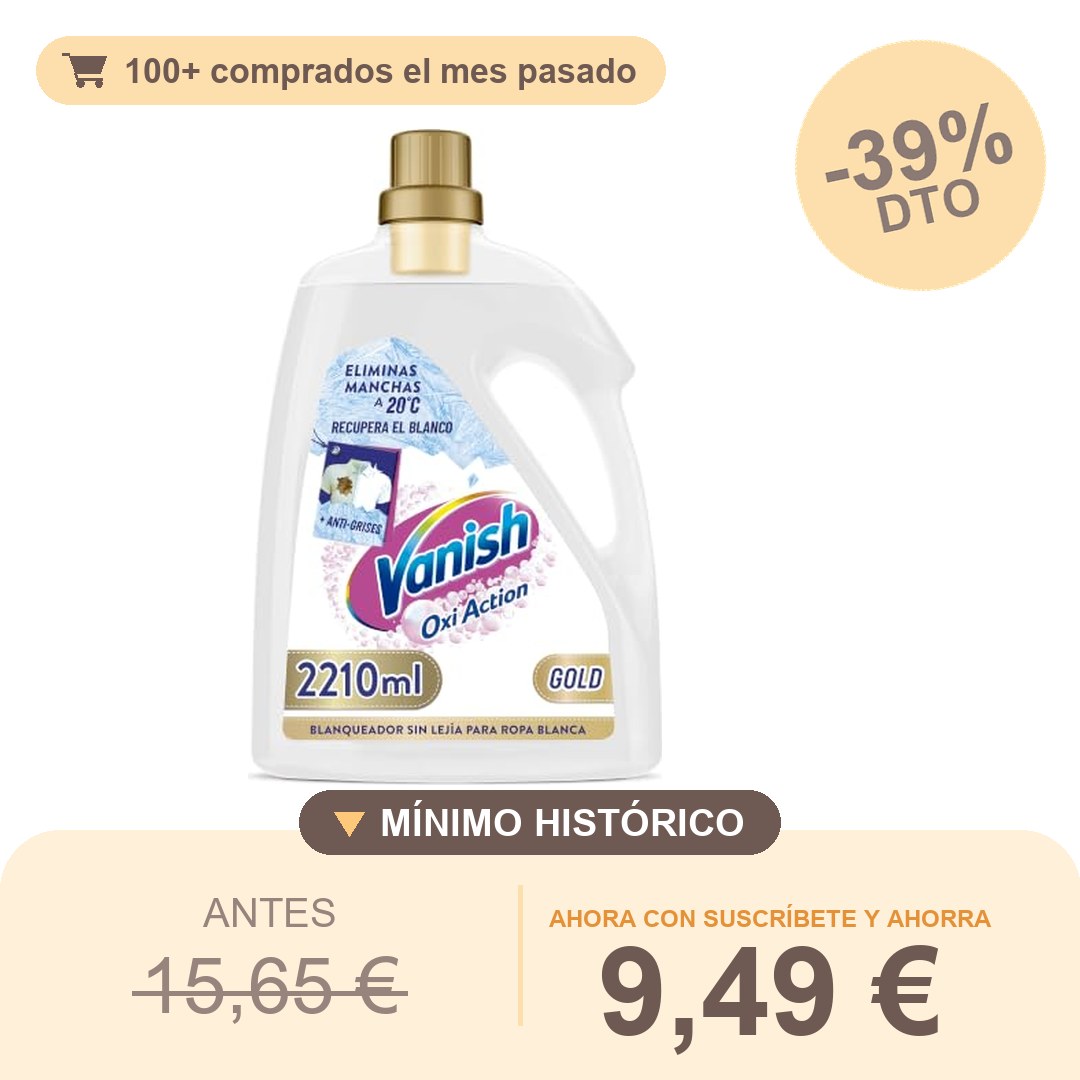 100+ comprados el mes pasado
-39%
DTO
ELIMINAS
MANCHAS
A 20°C
RECUPERA EL BLANCO
+ ANTI-GRISES
Vanish
Oxi Action
2210ml
GOLD
BLANQUEADOR SIN LEJÍA PARA ROPA BLANCA
MÍNIMO HISTÓRICO
ANTES
15,65 €
AHORA CON SUSCRÍBETE Y AHORRA
9,49 €